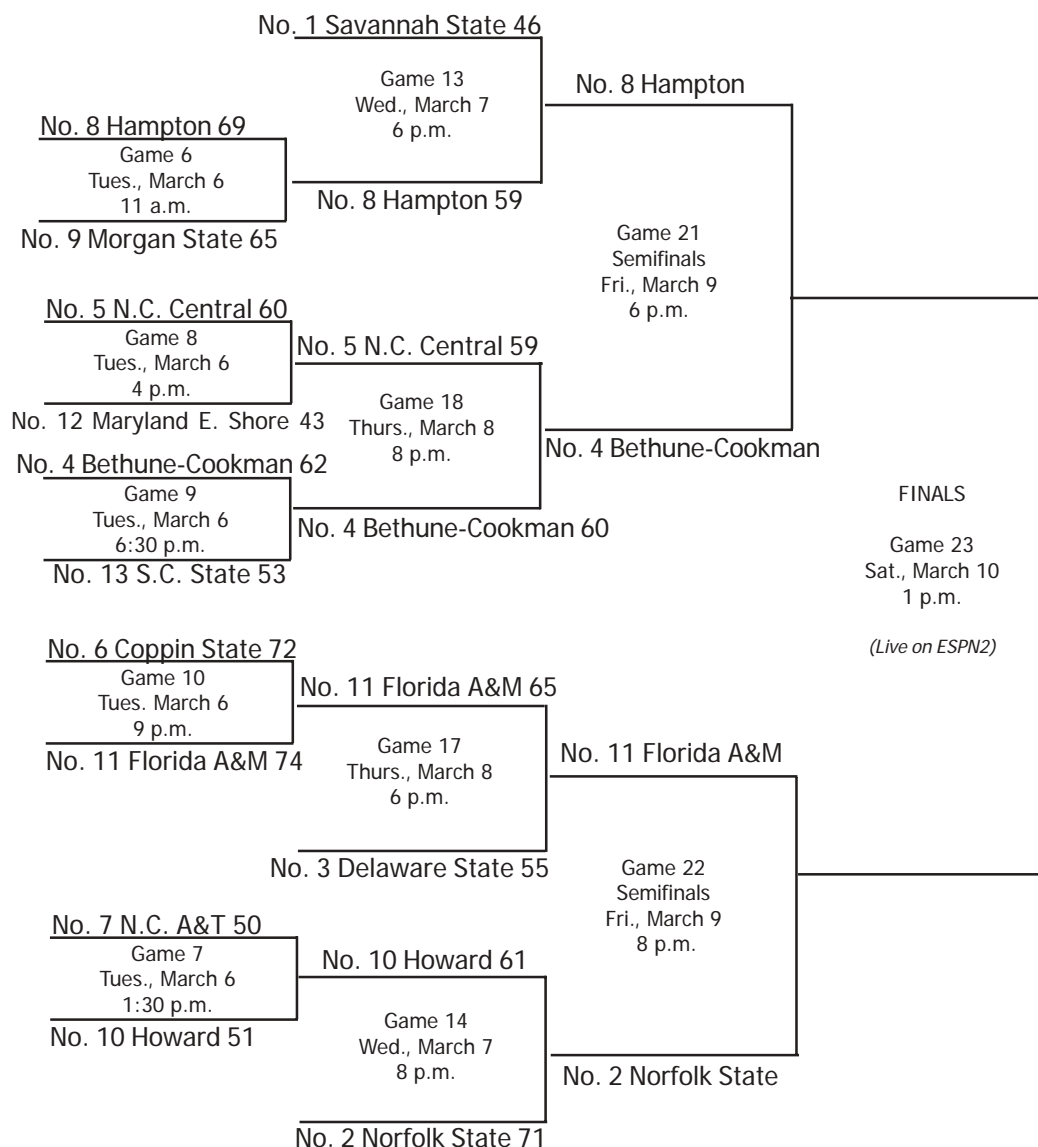 No. 1 Savannah State 46
Game 13
Wed., March 7
6 p.m.
No. 8 Hampton
No. 8 Hampton 69
Game 6
Tues., March 6
11 a.m.
No. 8 Hampton 59
No. 9 Morgan State 65
Game 21
Semifinals
Fri., March 9
6 p.m.
No. 5 N.C. Central 60
Game 8
Tues., March 6
4 p.m.
No. 5 N.C. Central 59
No. 12 Maryland E. Shore 43
Game 18
Thurs., March 8
8 p.m.
No. 4 Bethune-Cookman
No. 4 Bethune-Cookman 62
Game 9
Tues., March 6
6:30 p.m.
No. 4 Bethune-Cookman 60
No. 13 S.C. State 53
FINALS
Game 23
Sat., March 10
1 p.m.
(Live on ESPN2)
No. 6 Coppin State 72
Game 10
Tues. March 6
9 p.m.
No. 11 Florida A&M 65
No. 11 Florida A&M 74
Game 17
Thurs., March 8
6 p.m.
No. 11 Florida A&M
No. 3 Delaware State 55
Game 22
Semifinals
Fri., March 9
8 p.m.
No. 7 N.C. A&T 50
Game 7
Tues., March 6
1:30 p.m.
No. 10 Howard 61
No. 10 Howard 51
Game 14
Wed., March 7
8 p.m.
No. 2 Norfolk State
No. 2 Norfolk State 71